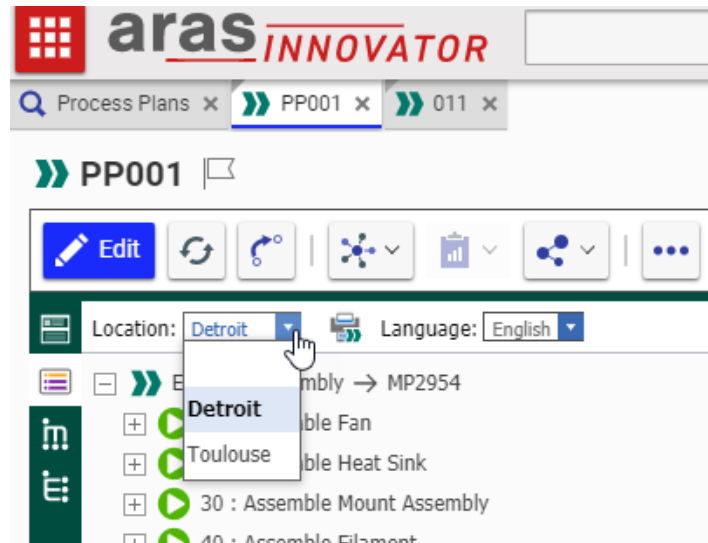 aras INNOVATOR
Process Plans PP001 011
PP001
Edit
Location: Detroit Language: English
mbly → MP2954
Detroit
ble Fan
Toulouse
ble Heat Sink
30 : Assemble Mount Assembly
40 : Assemble Filament